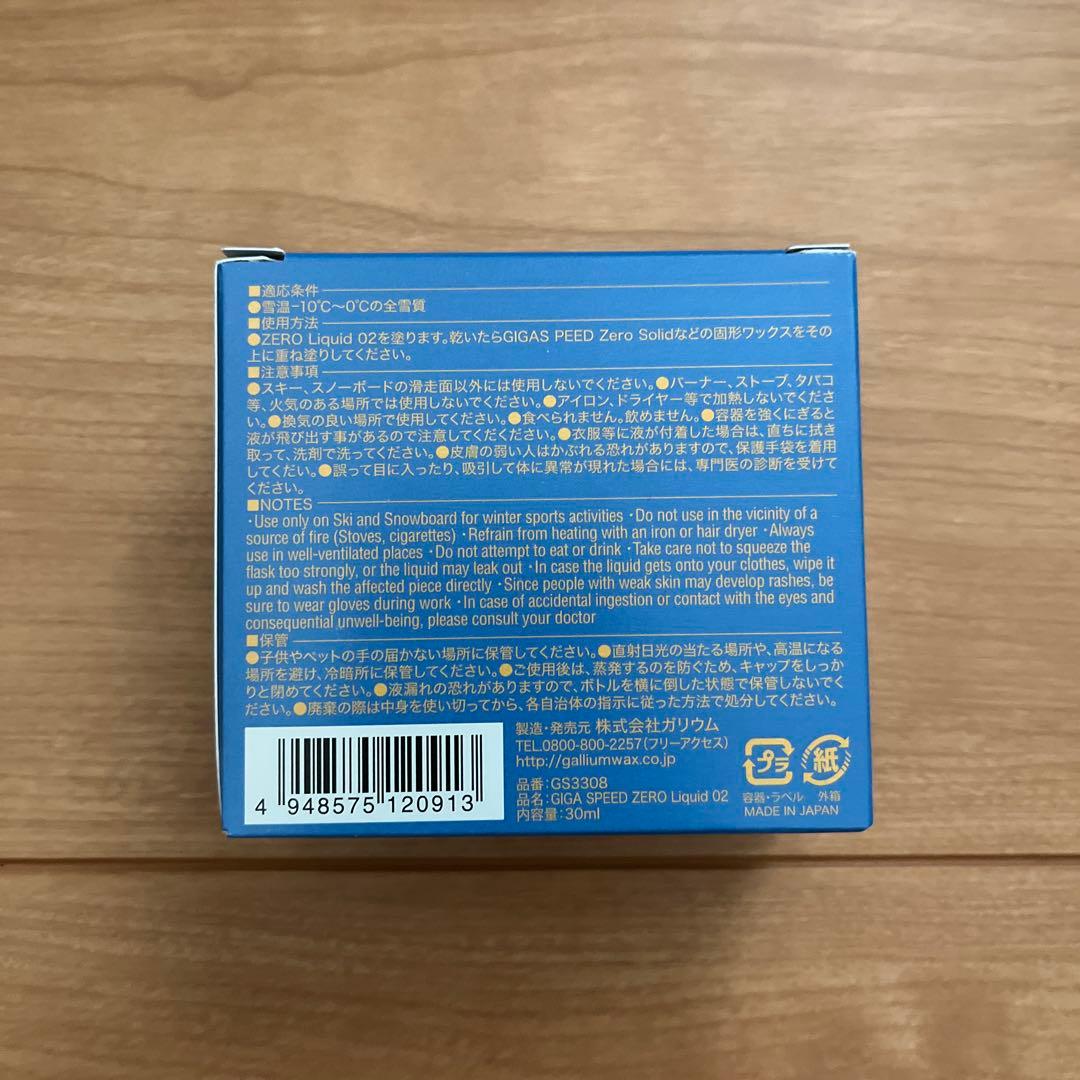 ■適応条件
●雪温-10℃〜0℃の全雪質
■使用方法
●ZERO Liquid 02を塗ります。乾いたらGIGAS PEED Zero Solidなどの固形ワックスをその
上に重ね塗りしてください。
■注意事項
●スキー、スノーボードの滑走面以外には使用しないでください。●バーナー、ストーブ、タバコ
等、火気のある場所では使用しないでください。●アイロン、ドライヤー等で加熱しないでくださ
い。●換気の良い場所で使用してください。●食べられません。飲めません。●容器を強くにぎると
液が飛び出す事があるので注意してくだください。●衣服等に液が付着した場合は、直ちに拭き
取って、洗剤で洗ってください。●皮膚の弱い人はかぶれる恐れがありますので、保護手袋を着用
してくだい。●誤って目に入ったり、吸引して体に異常が現れた場合には、専門医の診断を受けて
ください。
■NOTES
・Use only on Ski and Snowboard for winter sports activities ・Do not use in the vicinity of a
source of fire (Stoves, cigarettes) ・Refrain from heating with an iron or hair dryer ・Always
use in well-ventilated places ・Do not attempt to eat or drink ・Take care not to squeeze the
flask too strongly, or the liquid may leak out ・In case the liquid gets onto your clothes, wipe it
up and wash the affected piece directly ・Since people with weak skin may develop rashes, be
sure to wear gloves during work ・In case of accidental ingestion or contact with the eyes and
consequential unwell-being, please consult your doctor
■保管
●子供やペットの手の届かない場所に保管してください。●直射日光の当たる場所や、高温になる
場所を避け、冷暗所に保管してください。●ご使用後は、蒸発するのを防ぐため、キャップをしっか
りと閉めてください。●液漏れの恐れがありますので、ボトルを横に倒した状態で保管しないでく
ださい。●廃棄の際は中身を使い切ってから、各自治体の指示に従った方法で処分してください。
製造・発売元 株式会社ガリウム
TEL.0800-800-2257(フリーアクセス)
http://galliumwax.co.jp
品番:GS3308
品名:GIGA SPEED ZERO Liquid 02
内容量:30ml
プラ
紙
容器・ラベル 外箱
MADE IN JAPAN
4 948575 120913